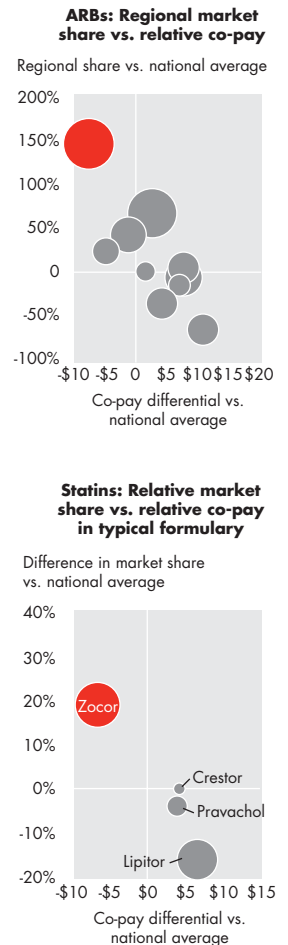 ARBs: Regional market
share vs. relative co-pay
Regional share vs. national average
200%
150%
100%
50%
0
-50%
-100%
-$10 -$5 0 $5 $10 $15 $20
Co-pay differential vs.
national average
Statins: Relative market
share vs. relative co-pay
in typical formulary
Difference in market share
vs. national average
40%
30%
20%
Zocor
10%
0%
Crestor
Pravachol
-10%
Lipitor
-20%
-$10 -$5 $0 $5 $10 $15
Co-pay differential vs.
national average